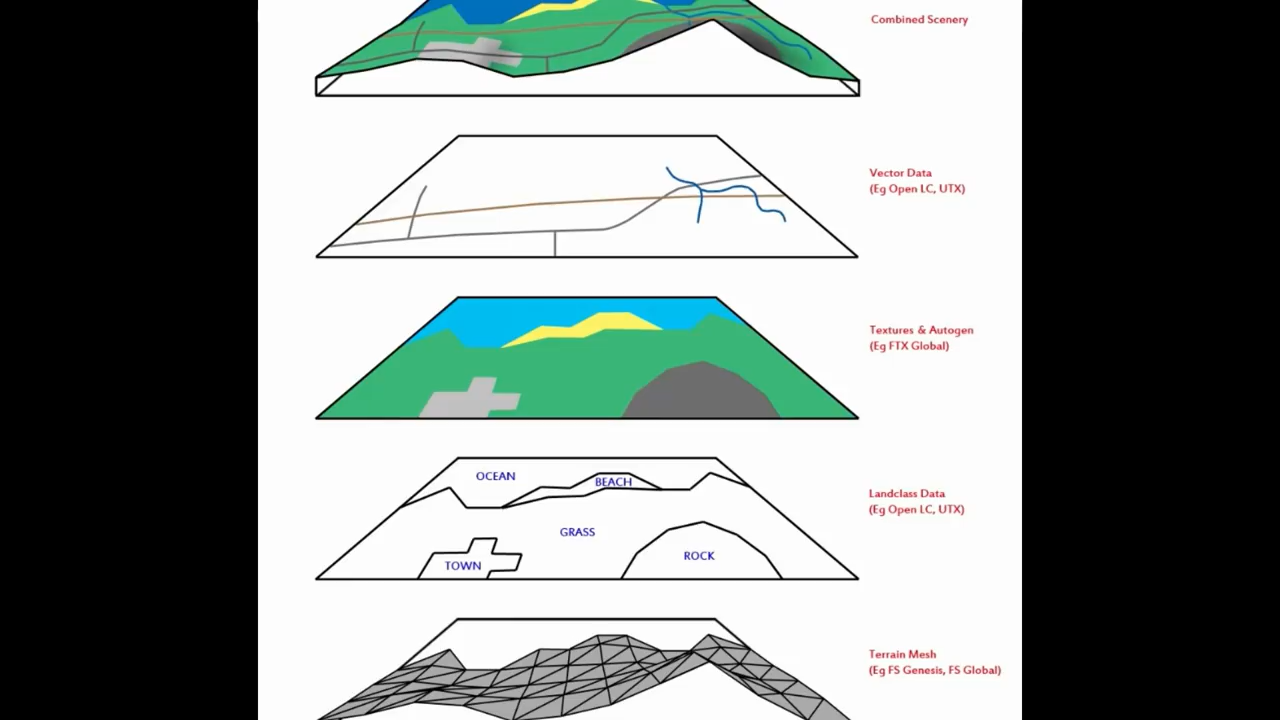 Combined Scenery
Vector Data
(Eg Open LC, UTX)
Textures & Autogen
(Eg FTX Global)
OCEAN
BEACH
GRASS
TOWN
ROCK
Landclass Data
(Eg Open LC, UTX)
Terrain Mesh
(Eg FS Genesis, FS Global)